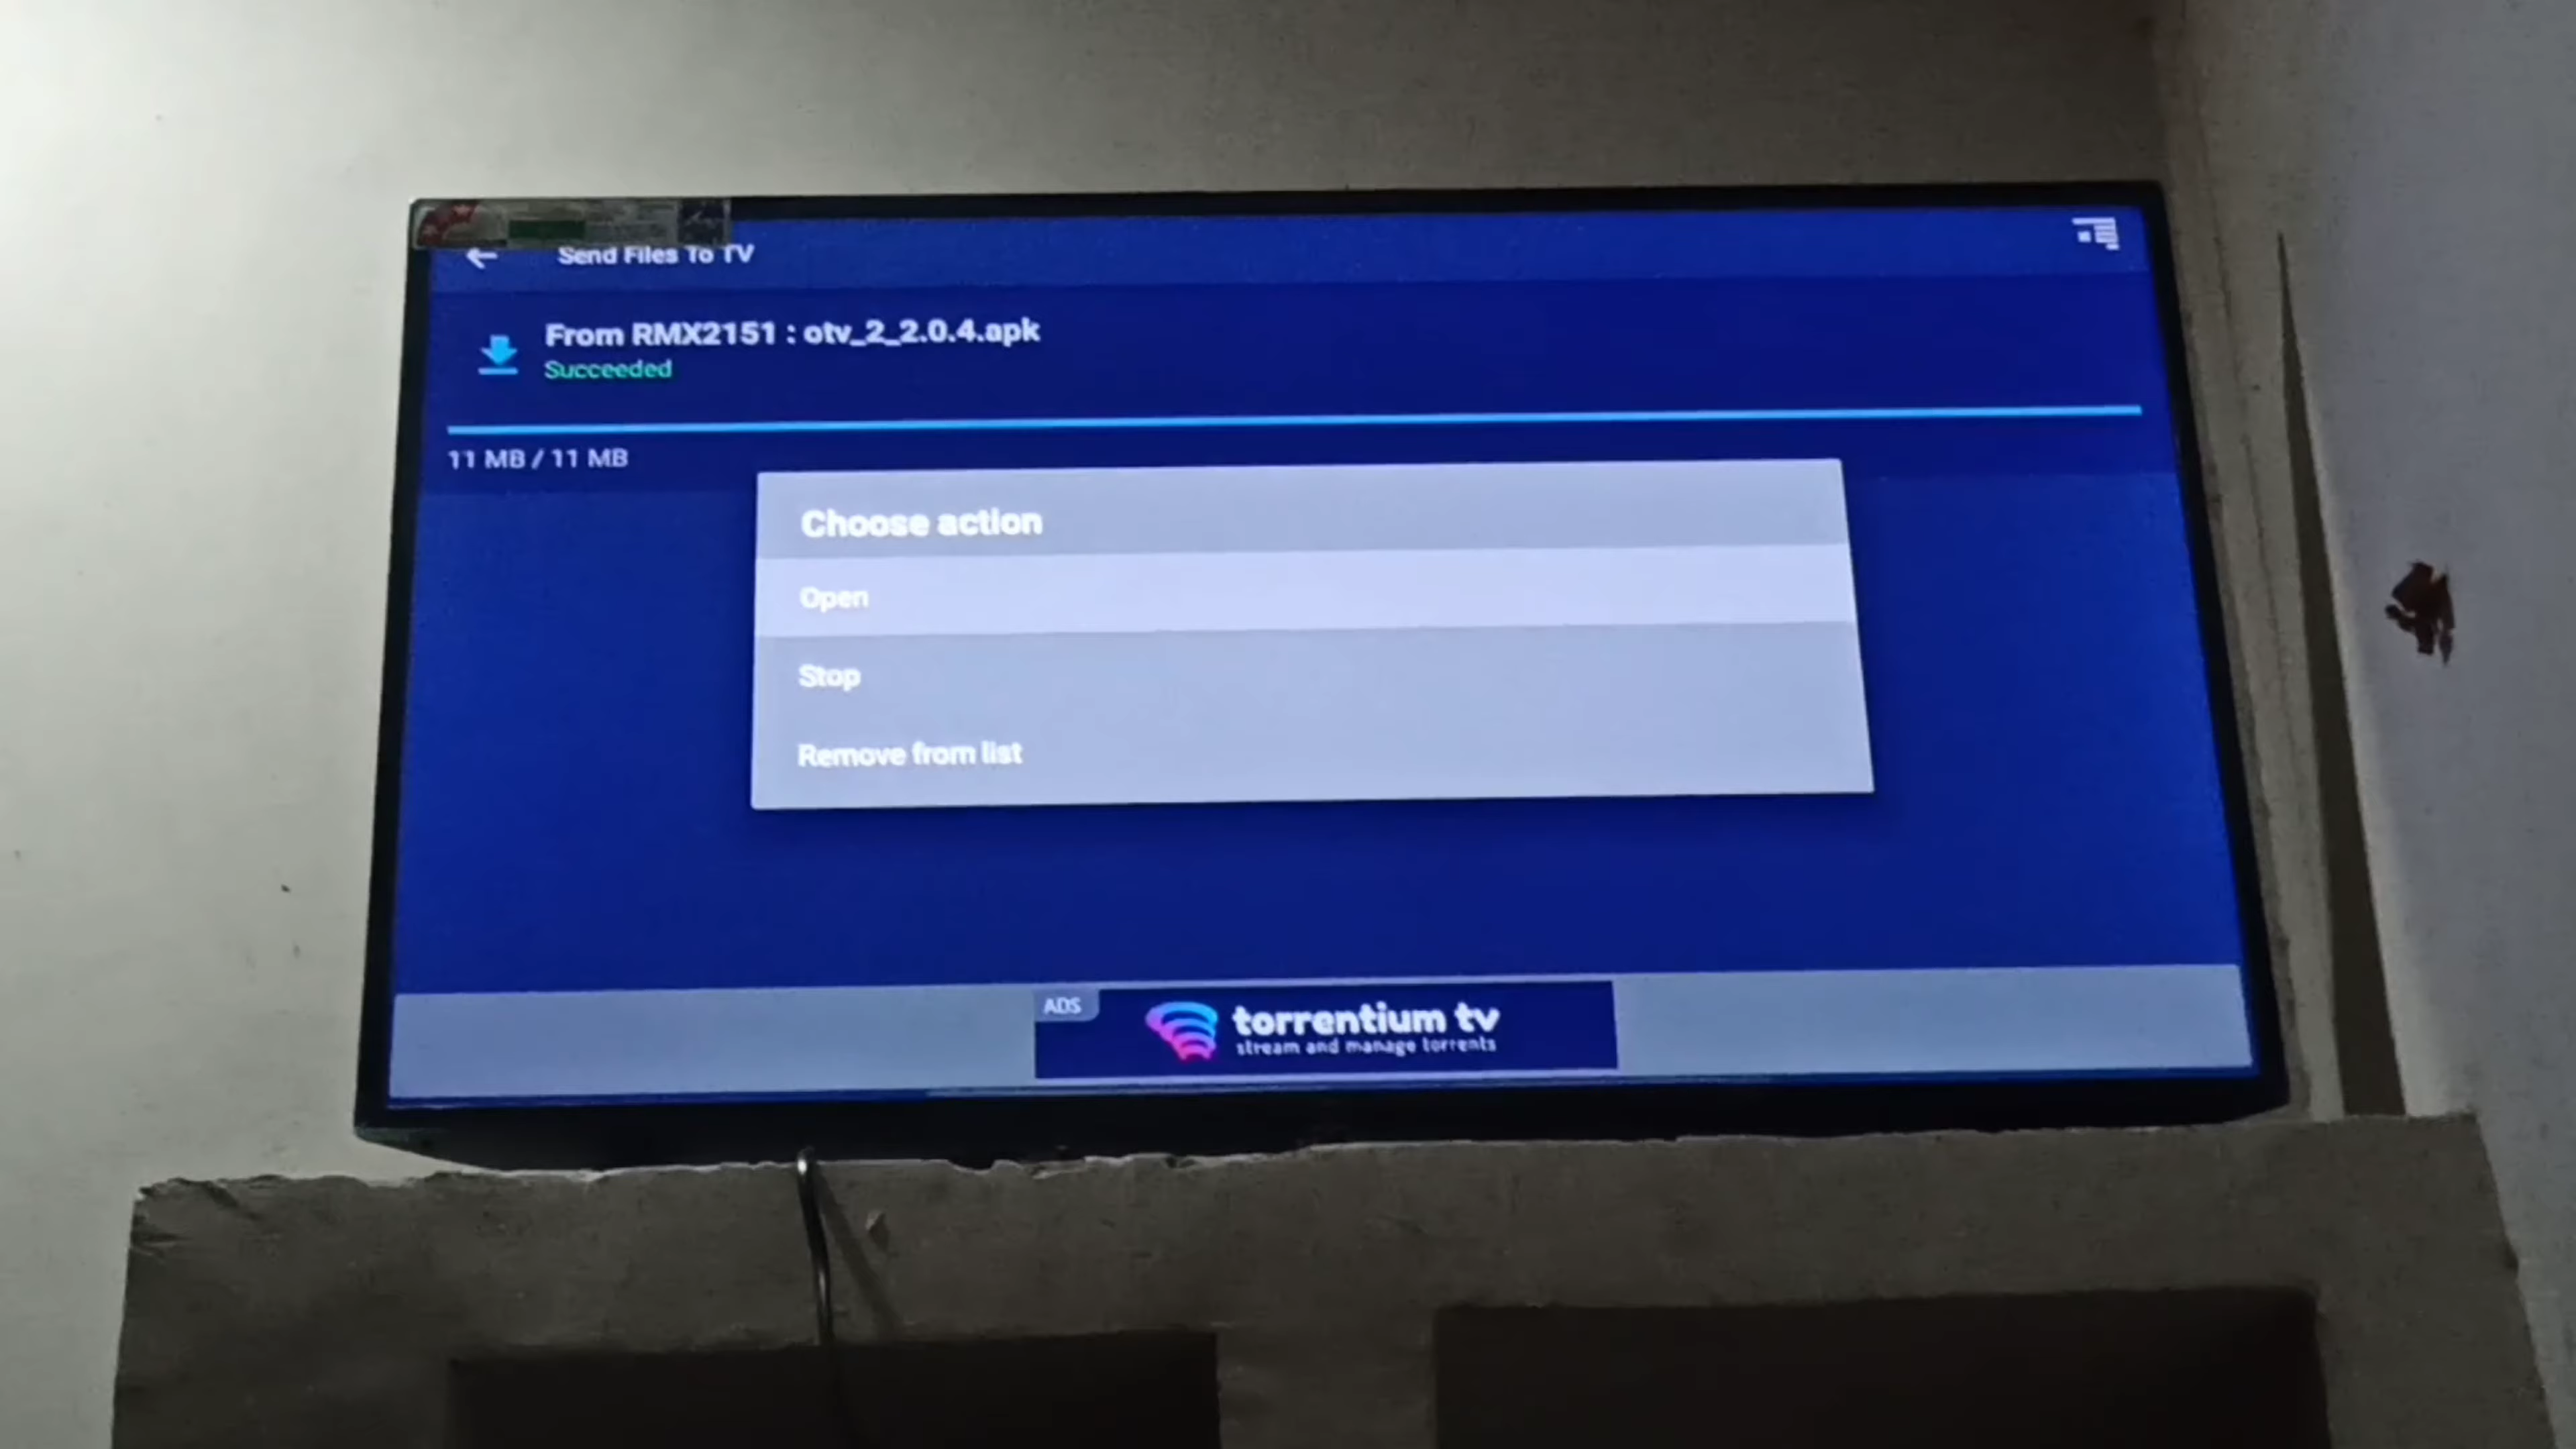 Send Files To TV
From RMX2151 : otv_2_2.0.4.apk
Succeeded
11 MB / 11 MB
Choose action
Open
Stop
Remove from list
ADS
torrentium tv
stream and manage torrents